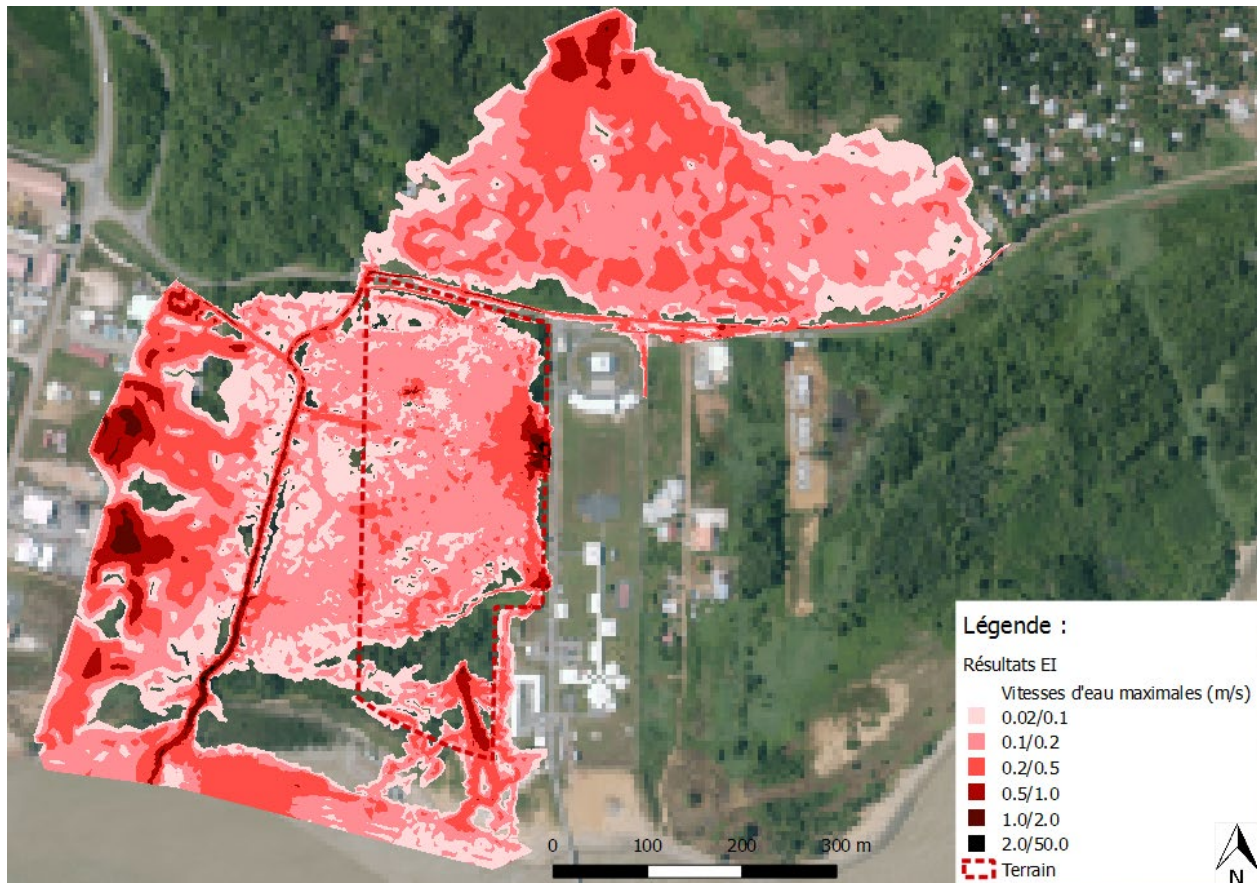 Légende :
Résultats EI
Vitesses d'eau maximales (m/s)
0.02/0.1
0.1/0.2
0.2/0.5
0.5/1.0
1.0/2.0
2.0/50.0
Terrain
0 100 200 300 m
N